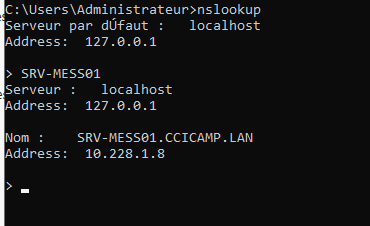 C:\Users\Administrateur>nslookup
Serveur par dÚfaut :   localhost
Address:  127.0.0.1

> SRV-MESS01
Serveur :   localhost
Address:  127.0.0.1

Nom :    SRV-MESS01.CCICAMP.LAN
Address:  10.228.1.8

>